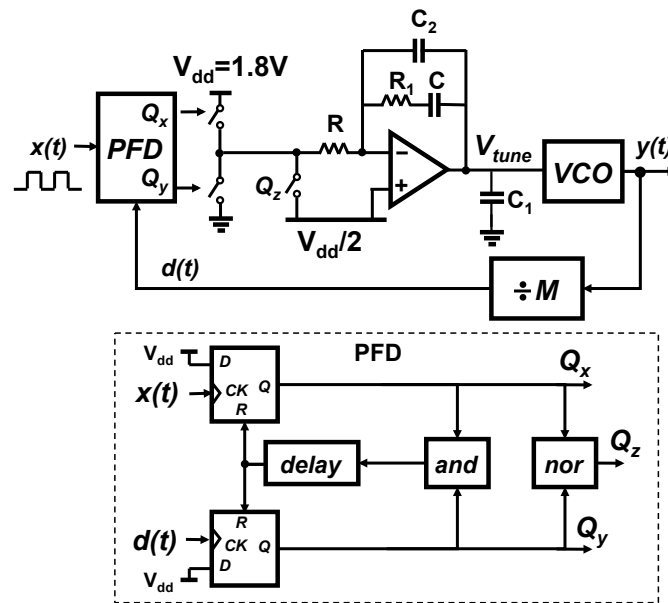 C2
Vdd=1.8V
R1 C
Qx
R
x(t)
PFD
Vtune
y(t)
−
VCO
Qy
Qz
+
C1
Vdd/2
d(t)
÷M
PFD
Vdd
D
Q
Qx
x(t)
CK
R
Qz
delay
and
nor
R
Qy
d(t)
CK
Q
Vdd
D